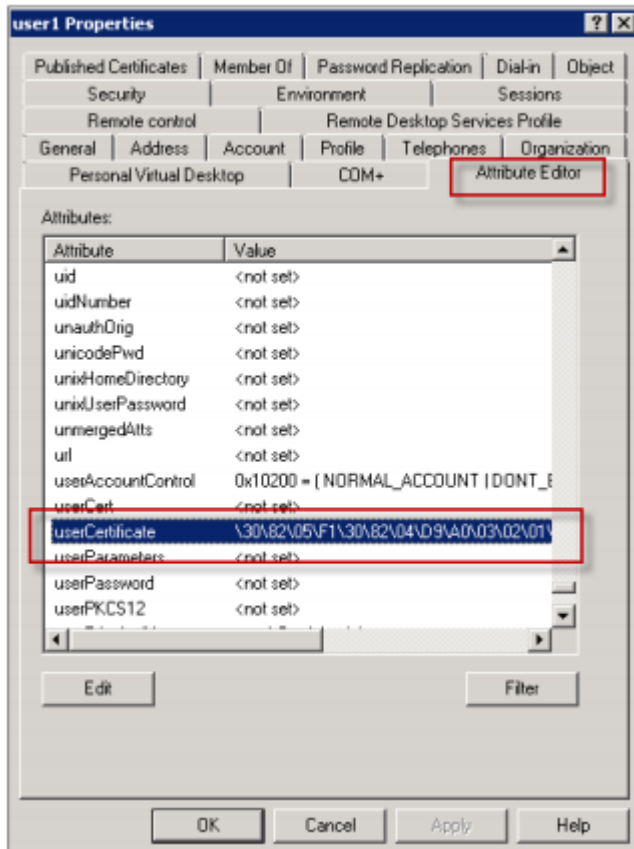 user1 Properties
Published Certificates Member Of Password Replication Dial-in Object
Security Environment Sessions
Remote control Remote Desktop Services Profile
General Address Account Profile Telephones Organization
Personal Virtual Desktop COM+ Attribute Editor
Attributes:
Attribute Value
uid <not set>
uidNumber <not set>
unauthOrig <not set>
unicodePwd <not set>
unixHomeDirectory <not set>
unixUserPassword <not set>
unmergedAtts <not set>
url <not set>
userAccountControl 0x10200 = ( NORMAL_ACCOUNT | DONT_E
userCert <not set>
userCertificate \30\82\05\F1\30\82\04\D9\A0\03\02\01\
userParameters <not set>
userPassword <not set>
userPKCS12 <not set>
Edit Filter
OK Cancel Apply Help